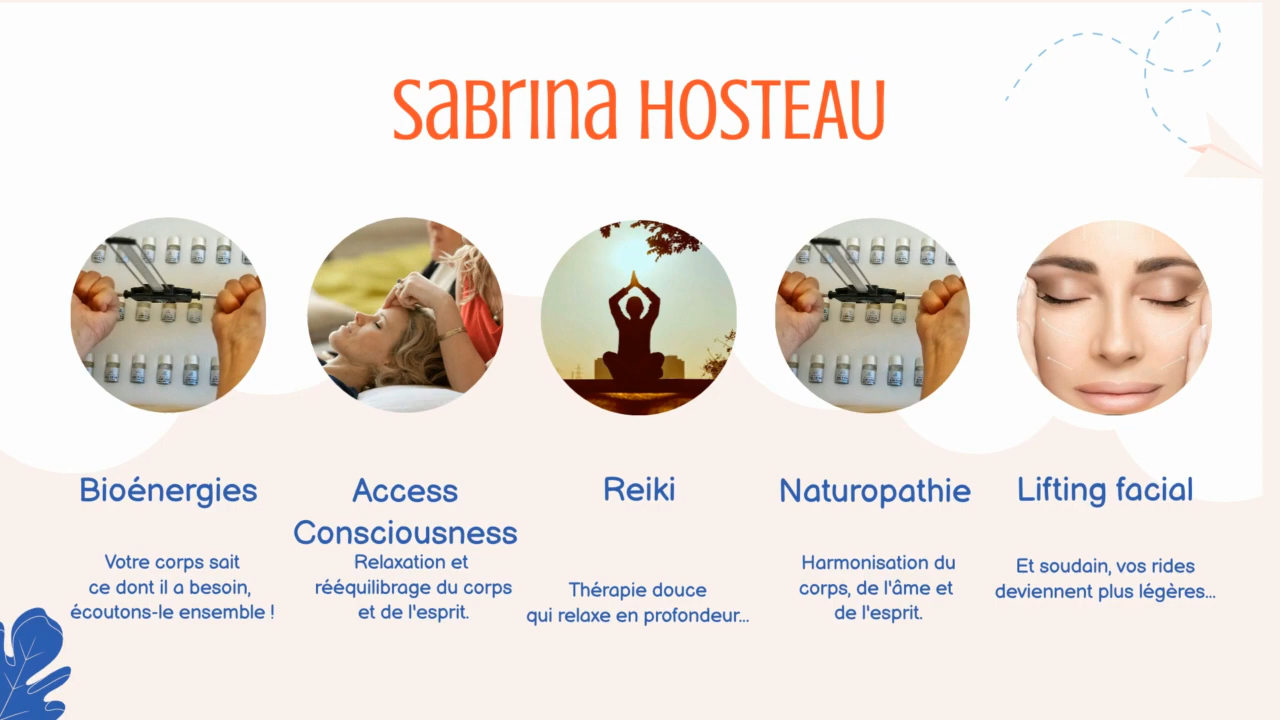 Sabrina HOSTEAU
Bioénergies
Votre corps sait
ce dont il a besoin,
écoutons-le ensemble !
Access
Consciousness
Relaxation et
rééquilibrage du corps
et de l'esprit.
Reiki
Thérapie douce
qui relaxe en profondeur...
Naturopathie
Harmonisation du
corps, de l'âme et
de l'esprit.
Lifting facial
Et soudain, vos rides
deviennent plus légères...